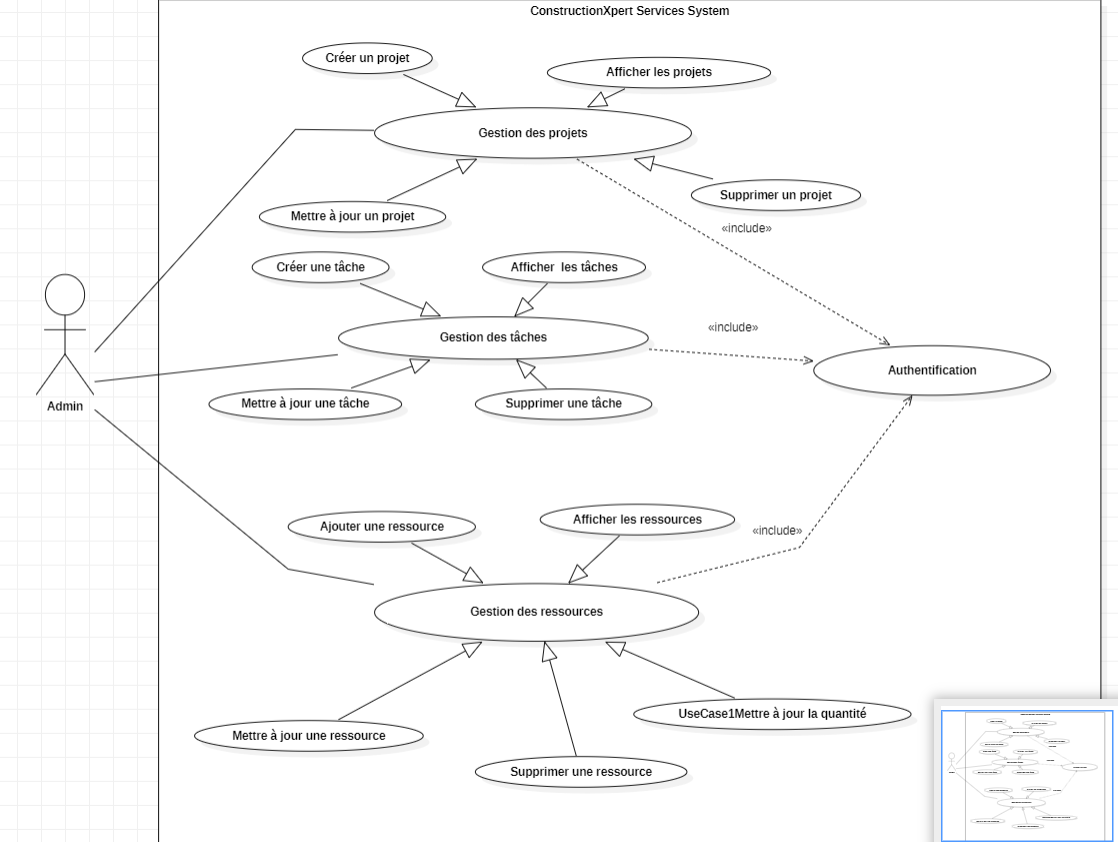 ConstructionXpert Services System
Créer un projet
Afficher les projets
Gestion des projets
Supprimer un projet
Mettre à jour un projet
«include»
Créer une tâche
Afficher  les tâches
Gestion des tâches
«include»
Authentification
Admin
Mettre à jour une tâche
Supprimer une tâche
Ajouter une ressource
Afficher les ressources
«include»
Gestion des ressources
UseCase1Mettre à jour la quantité
Mettre à jour une ressource
Supprimer une ressource